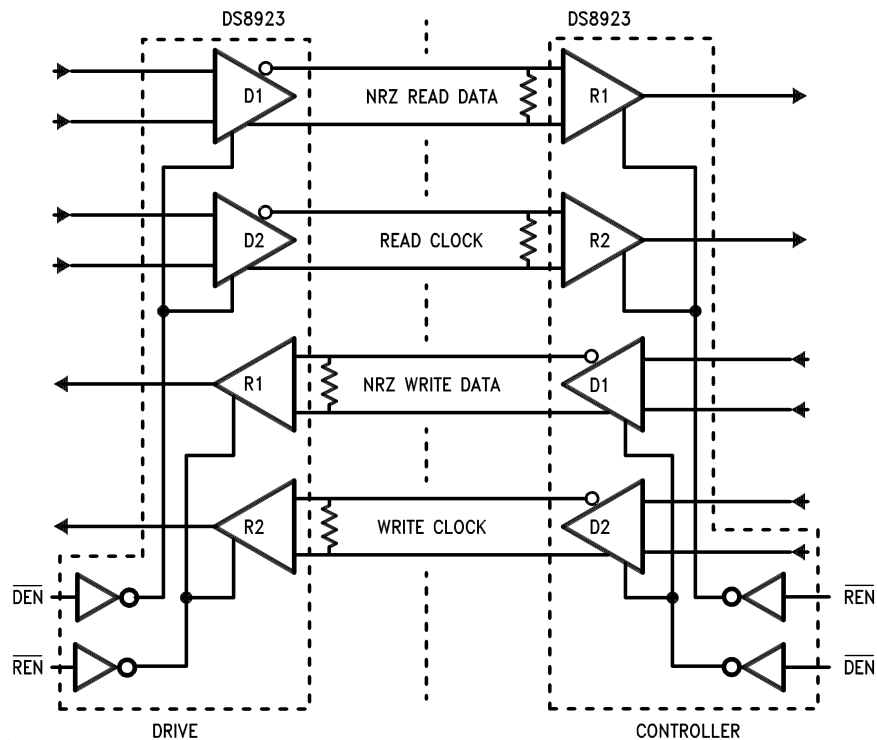 DS8923 DS8923
D1 NRZ READ DATA R1
D2 READ CLOCK R2
R1 NRZ WRITE DATA D1
R2 WRITE CLOCK D2
DEN REN
REN DEN
DRIVE CONTROLLER